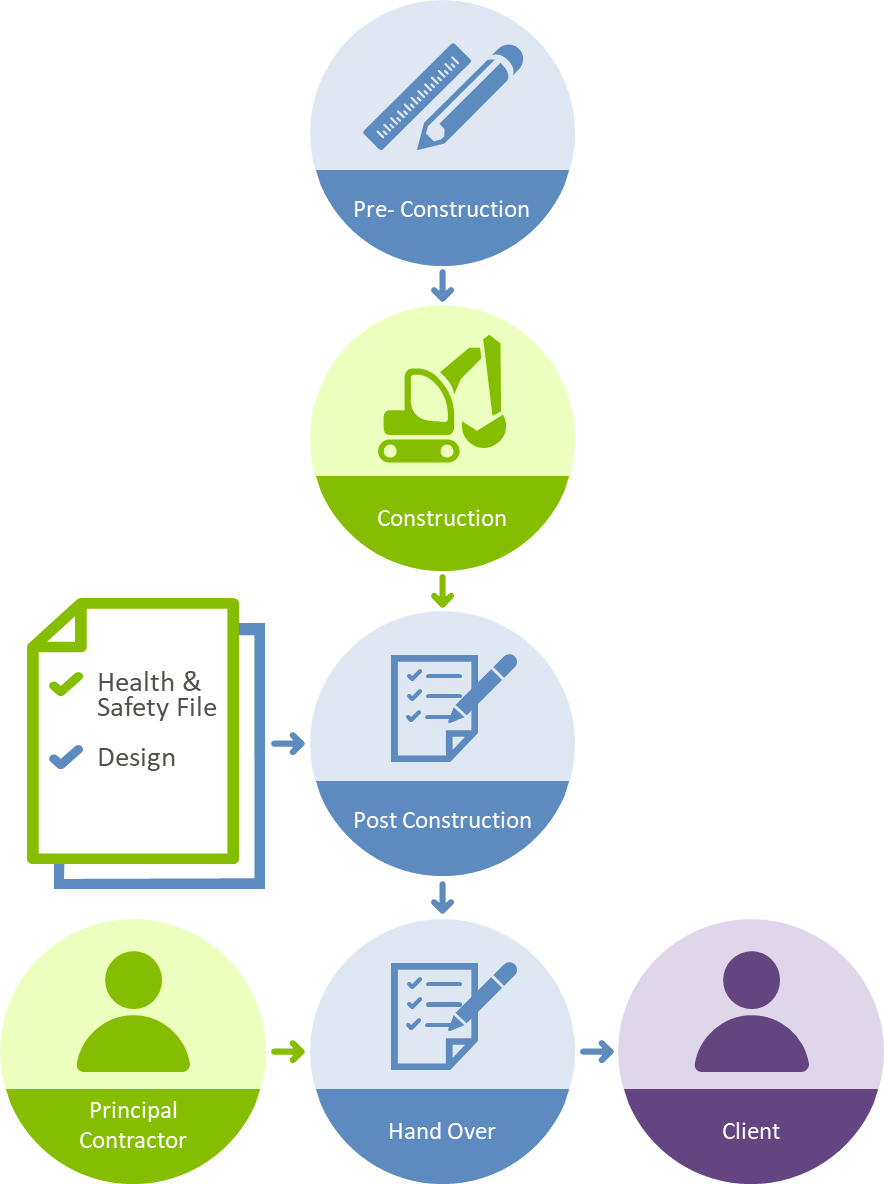 Pre- Construction
Construction
Health &
Safety File
Design
Post Construction
Principal
Contractor
Hand Over
Client